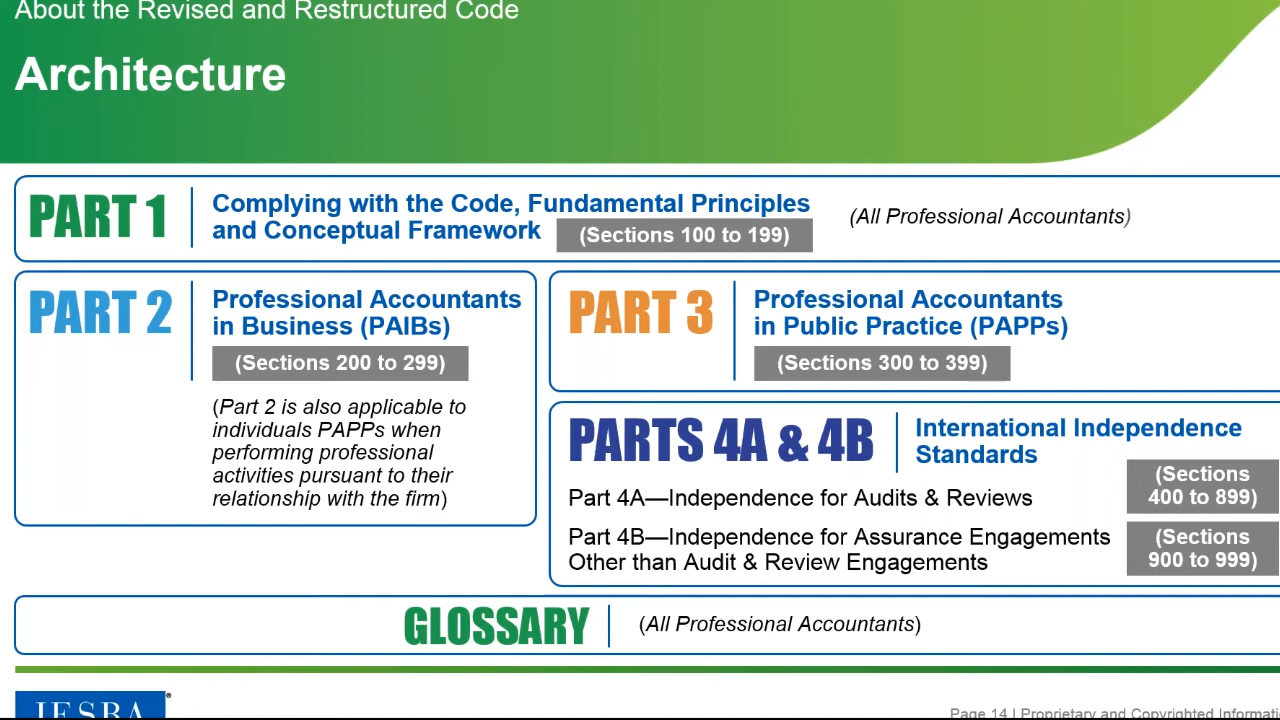 About the Revised and Restructured Code
Architecture
PART 1
Complying with the Code, Fundamental Principles
and Conceptual Framework
(Sections 100 to 199)
(All Professional Accountants)
PART 2
Professional Accountants
in Business (PAIBs)
(Sections 200 to 299)
(Part 2 is also applicable to
individuals PAPPs when
performing professional
activities pursuant to their
relationship with the firm)
PART 3
Professional Accountants
in Public Practice (PAPPs)
(Sections 300 to 399)
PARTS 4A & 4B
International Independence
Standards
Part 4A—Independence for Audits & Reviews
(Sections
400 to 899)
Part 4B—Independence for Assurance Engagements
Other than Audit & Review Engagements
(Sections
900 to 999)
GLOSSARY
(All Professional Accountants)
IESBA®
Page 14 | Proprietary and Copyrighted Informati